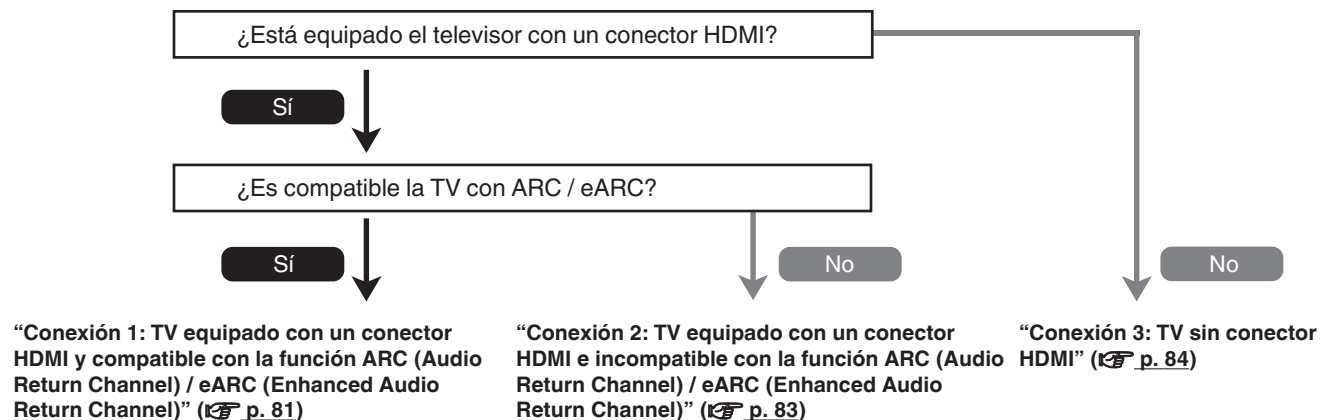 ¿Está equipado el televisor con un conector HDMI?
Sí
¿Es compatible la TV con ARC / eARC?
Sí
No
No
“Conexión 1: TV equipado con un conector
HDMI y compatible con la función ARC (Audio
Return Channel) / eARC (Enhanced Audio
Return Channel)” (☞ p. 81)
“Conexión 2: TV equipado con un conector
HDMI e incompatible con la función ARC (Audio
Return Channel) / eARC (Enhanced Audio
Return Channel)” (☞ p. 83)
“Conexión 3: TV sin conector
HDMI” (☞ p. 84)